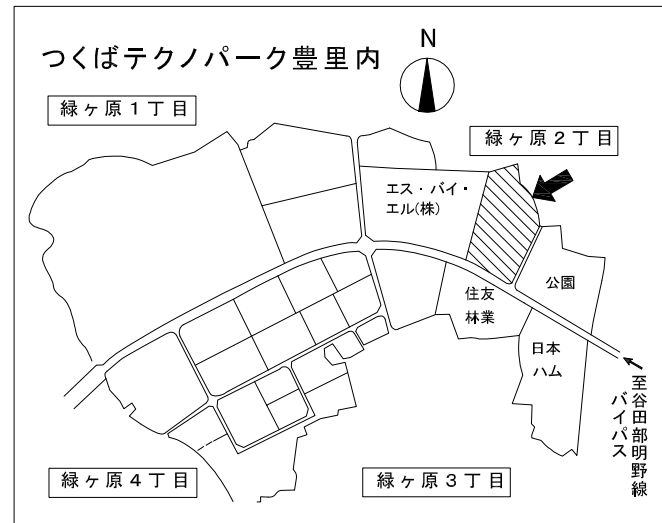 つくばテクノパーク豊里内
N
緑ヶ原1丁目
緑ヶ原2丁目
エス・バイ・
エル(株)
公園
住友
林業
日本
ハム
至谷田部明野線
バイパス
緑ヶ原4丁目
緑ヶ原3丁目